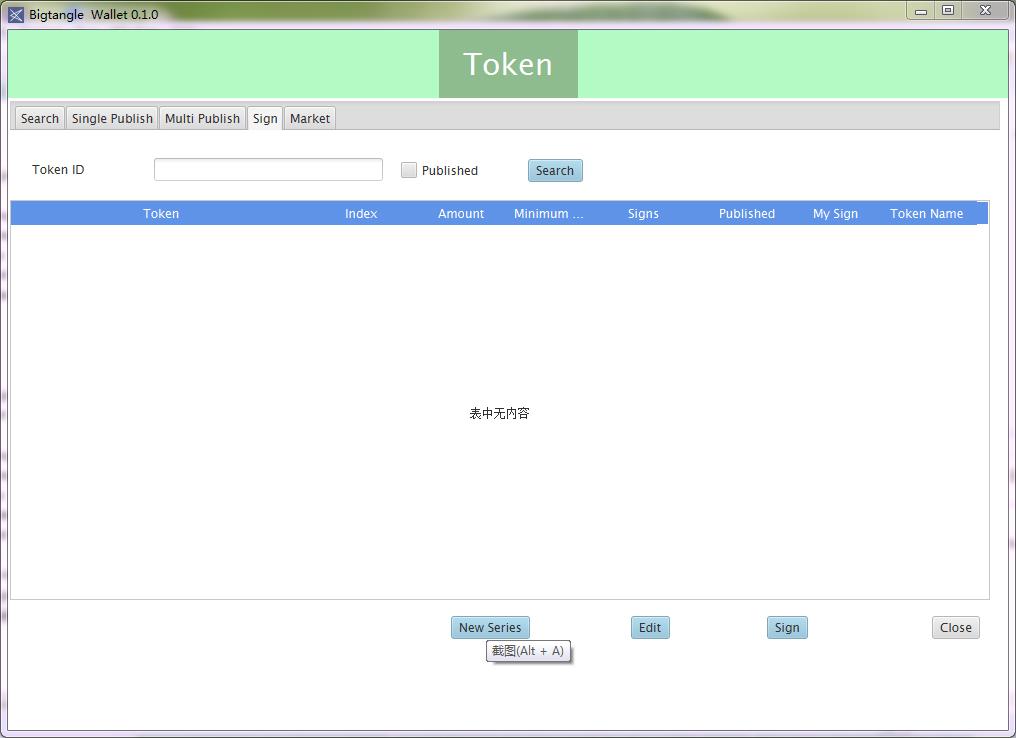 Bigtangle Wallet 0.1.0
Token
Search Single Publish Multi Publish Sign Market
Token ID Published Search
Token Index Amount Minimum ... Signs Published My Sign Token Name
表中无内容
New Series Edit Sign Close
截图(Alt + A)